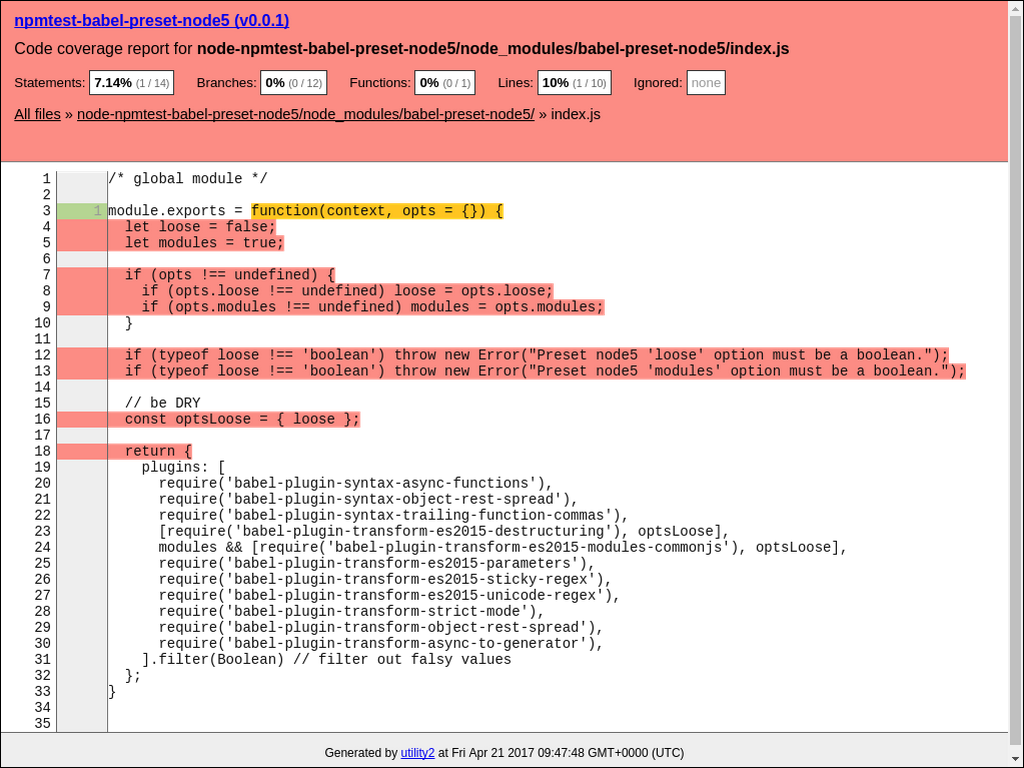 npmtest-babel-preset-node5 (v0.0.1)
Code coverage report for node-npmtest-babel-preset-node5/node_modules/babel-preset-node5/index.js
Statements: 7.14% (1 / 14) Branches: 0% (0 / 12) Functions: 0% (0 / 1) Lines: 10% (1 / 10) Ignored: none
All files » node-npmtest-babel-preset-node5/node_modules/babel-preset-node5/ » index.js
1 /* global module */
2
3 1 module.exports = function(context, opts = {}) {
4   let loose = false;
5   let modules = true;
6
7   if (opts !== undefined) {
8     if (opts.loose !== undefined) loose = opts.loose;
9     if (opts.modules !== undefined) modules = opts.modules;
10   }
11
12   if (typeof loose !== 'boolean') throw new Error("Preset node5 'loose' option must be a boolean.");
13   if (typeof loose !== 'boolean') throw new Error("Preset node5 'modules' option must be a boolean.");
14
15   // be DRY
16   const optsLoose = { loose };
17
18   return {
19     plugins: [
20       require('babel-plugin-syntax-async-functions'),
21       require('babel-plugin-syntax-object-rest-spread'),
22       require('babel-plugin-syntax-trailing-function-commas'),
23       [require('babel-plugin-transform-es2015-destructuring'), optsLoose],
24       modules && [require('babel-plugin-transform-es2015-modules-commonjs'), optsLoose],
25       require('babel-plugin-transform-es2015-parameters'),
26       require('babel-plugin-transform-es2015-sticky-regex'),
27       require('babel-plugin-transform-es2015-unicode-regex'),
28       require('babel-plugin-transform-strict-mode'),
29       require('babel-plugin-transform-object-rest-spread'),
30       require('babel-plugin-transform-async-to-generator'),
31     ].filter(Boolean) // filter out falsy values
32   };
33 }
34
35
Generated by utility2 at Fri Apr 21 2017 09:47:48 GMT+0000 (UTC)